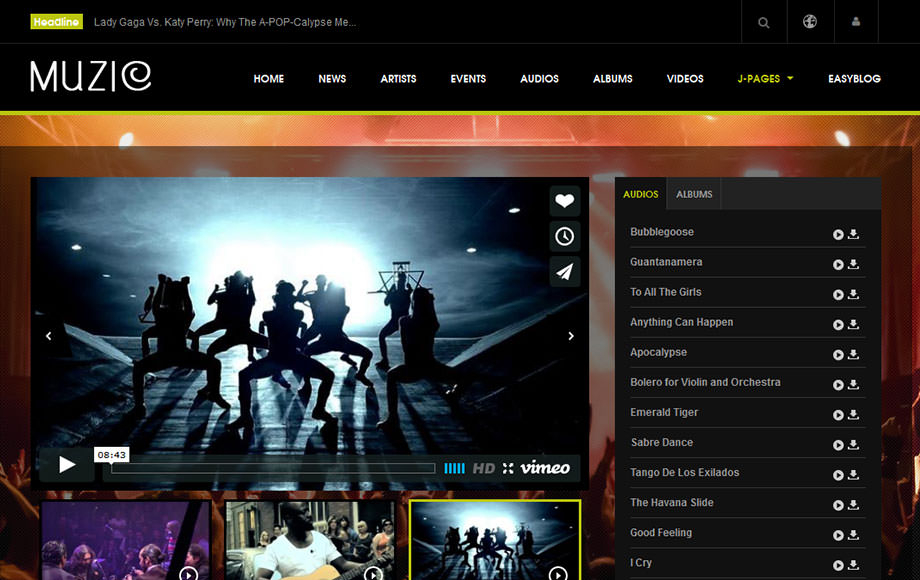 Headline Lady Gaga Vs. Katy Perry: Why The A-POP-Calypse Me...
MUZIC
HOME NEWS ARTISTS EVENTS AUDIOS ALBUMS VIDEOS J-PAGES EASYBLOG
08:43
HD vimeo
AUDIOS ALBUMS
Bubblegoose
Guantanamera
To All The Girls
Anything Can Happen
Apocalypse
Bolero for Violin and Orchestra
Emerald Tiger
Sabre Dance
Tango De Los Exilados
The Havana Slide
Good Feeling
I Cry